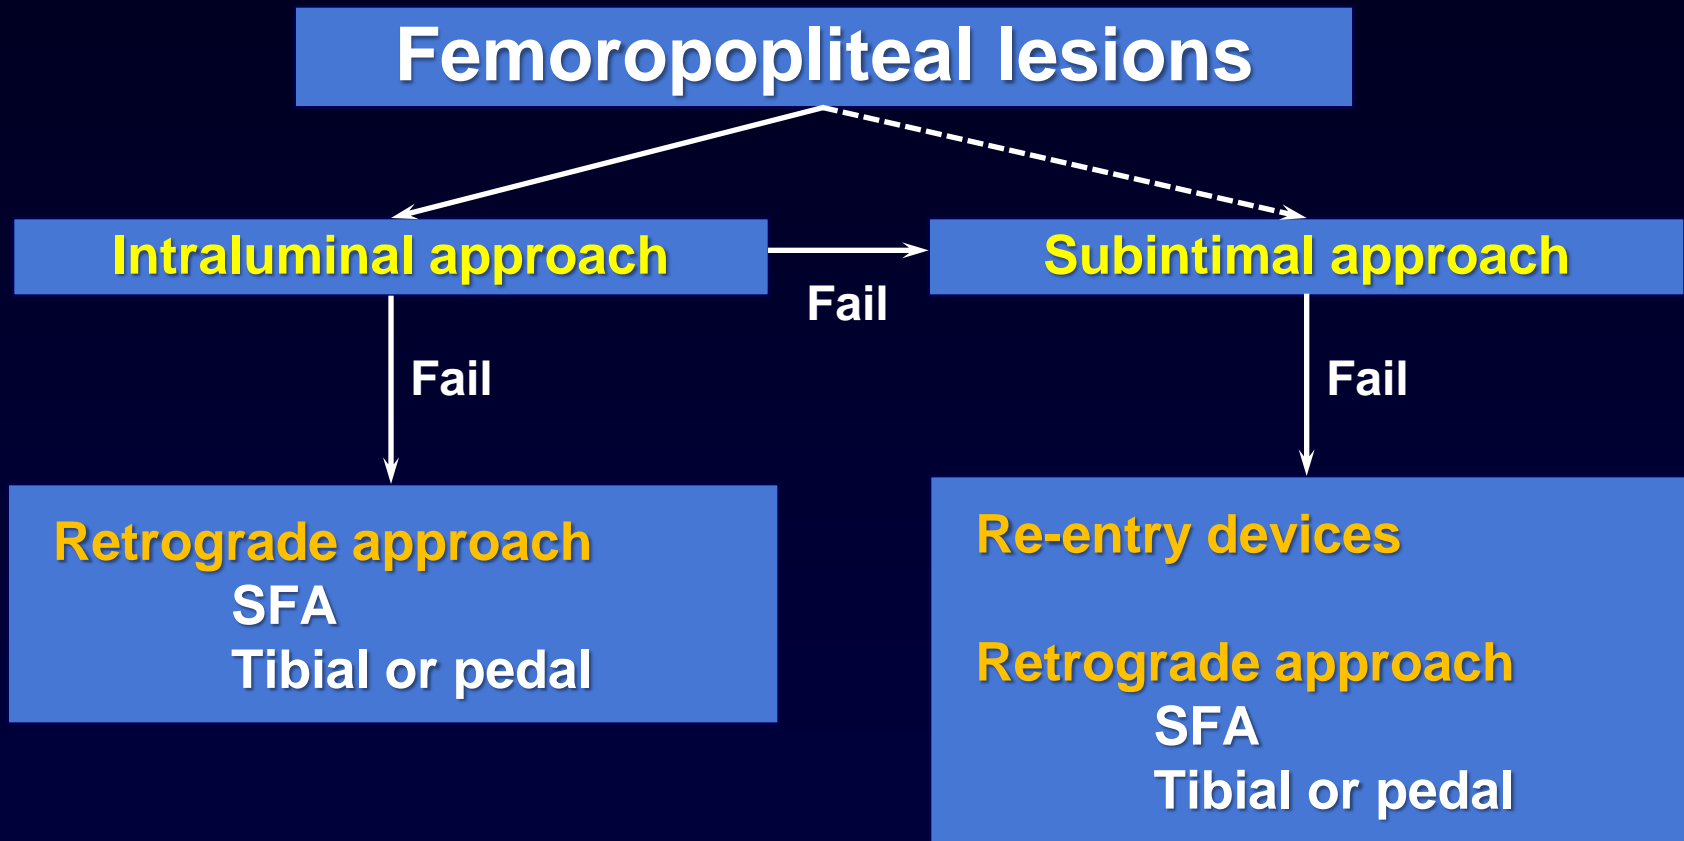 Femoropopliteal lesions
Intraluminal approach
Fail
Subintimal approach
Fail
Fail
Retrograde approach
SFA
Tibial or pedal
Re-entry devices
Retrograde approach
SFA
Tibial or pedal